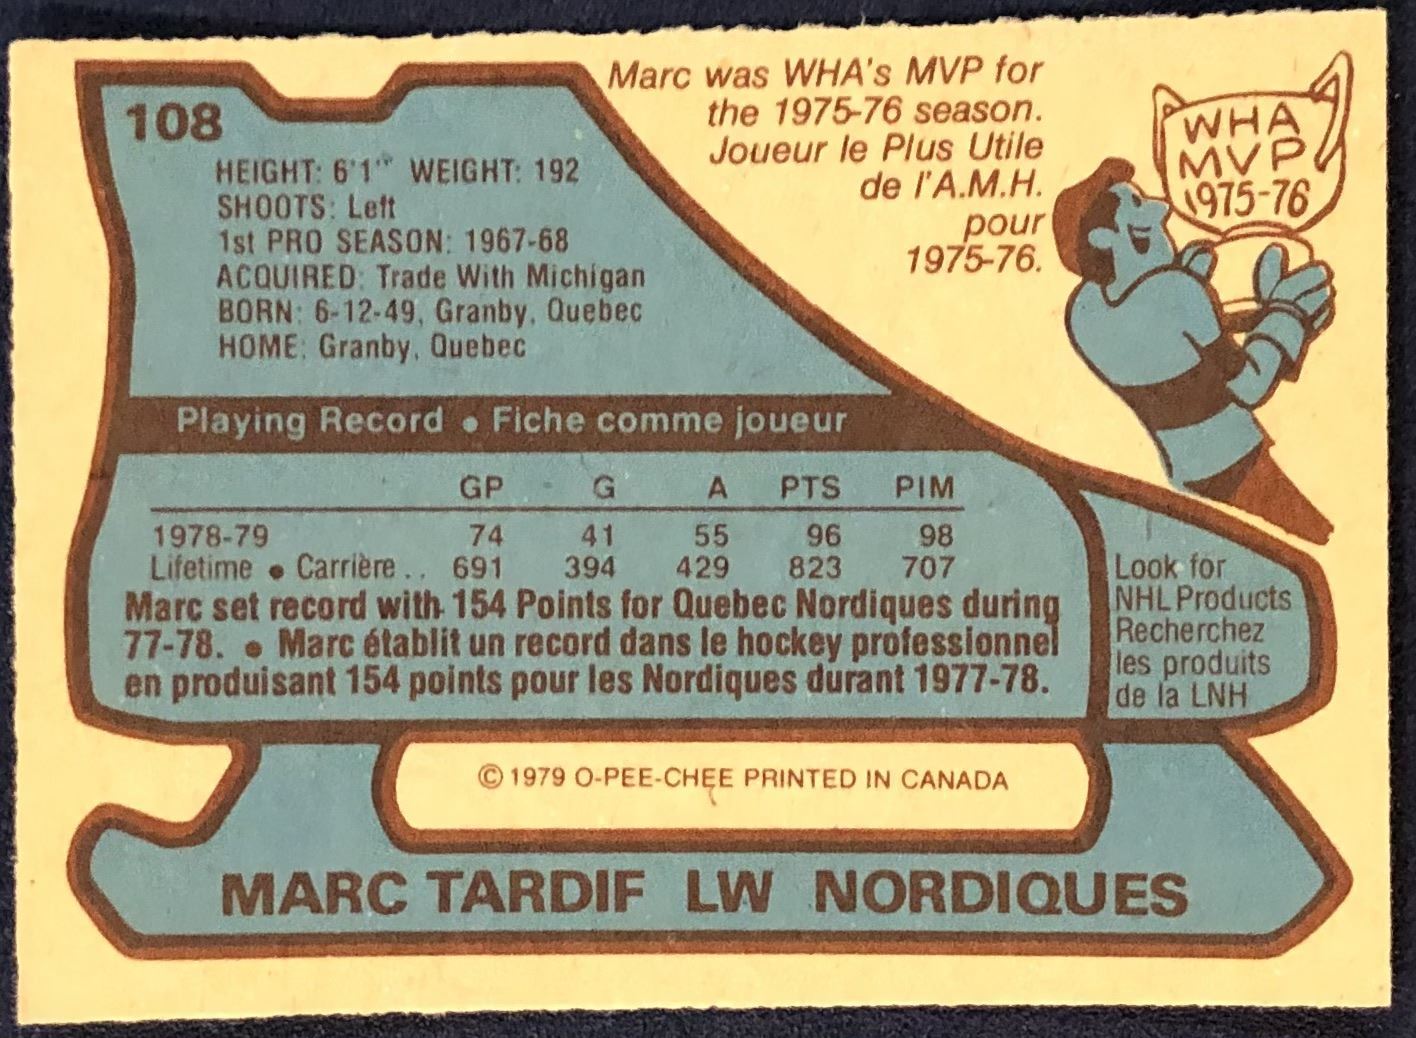 108
HEIGHT: 6'1" WEIGHT: 192
SHOOTS: Left
1st PRO SEASON: 1967-68
ACQUIRED: Trade With Michigan
BORN: 6-12-49, Granby, Quebec
HOME: Granby, Quebec
Marc was WHA's MVP for
the 1975-76 season.
Joueur le Plus Utile
de l'A.M.H.
pour
1975-76.
WHA
MVP
1975-76
Playing Record • Fiche comme joueur
GP G A PTS PIM
1978-79 74 41 55 96 98
Lifetime • Carrière .. 691 394 429 823 707
Marc set record with 154 Points for Quebec Nordiques during
77-78. • Marc établit un record dans le hockey professionnel
en produisant 154 points pour les Nordiques durant 1977-78.
Look for
NHL Products
Recherchez
les produits
de la LNH
© 1979 O-PEE-CHEE PRINTED IN CANADA
MARC TARDIF LW NORDIQUES